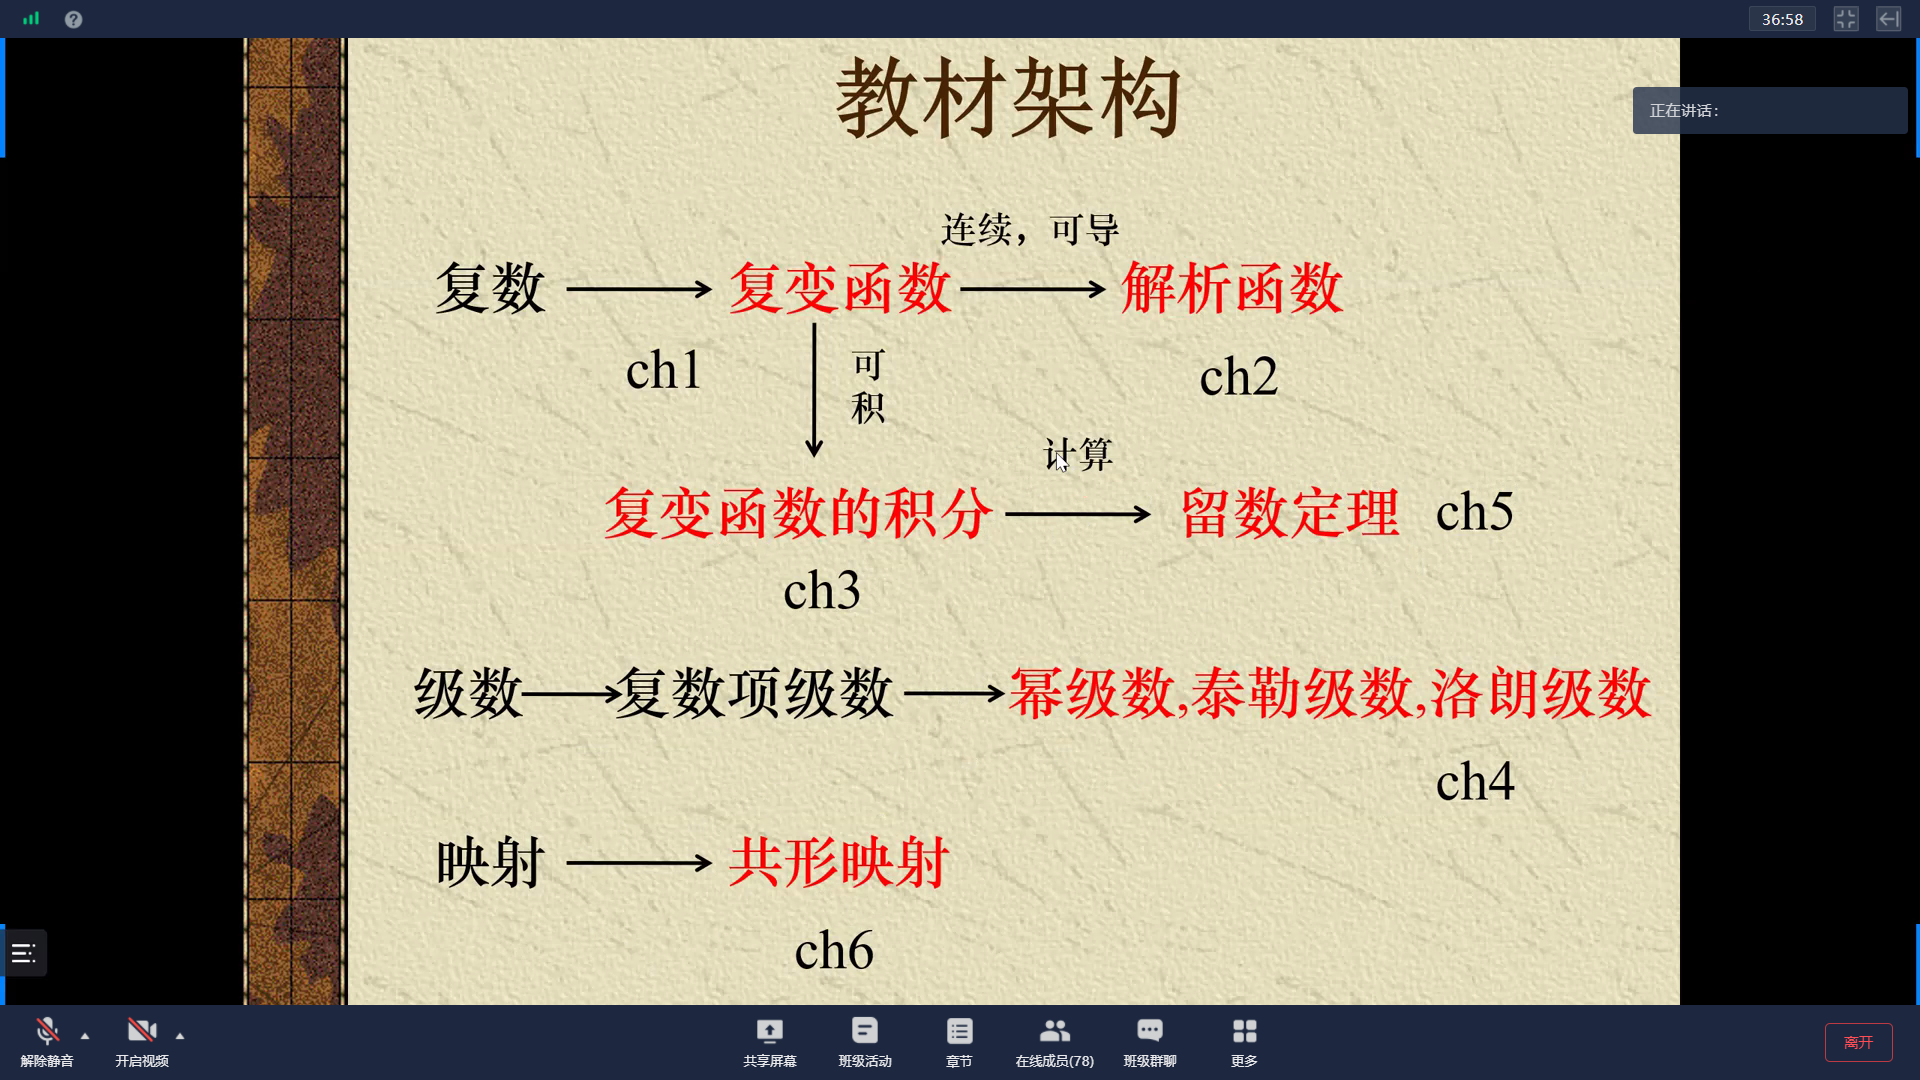 36:58
教材架构
正在讲话:
连续，可导
复数 复变函数 解析函数
ch1 可积 ch2
计算
复变函数的积分 留数定理 ch5
ch3
级数 复数项级数 幂级数,泰勒级数,洛朗级数
ch4
映射 共形映射
ch6
解除静音 开启视频 共享屏幕 班级活动 章节 在线成员(78) 班级群聊 更多 离开